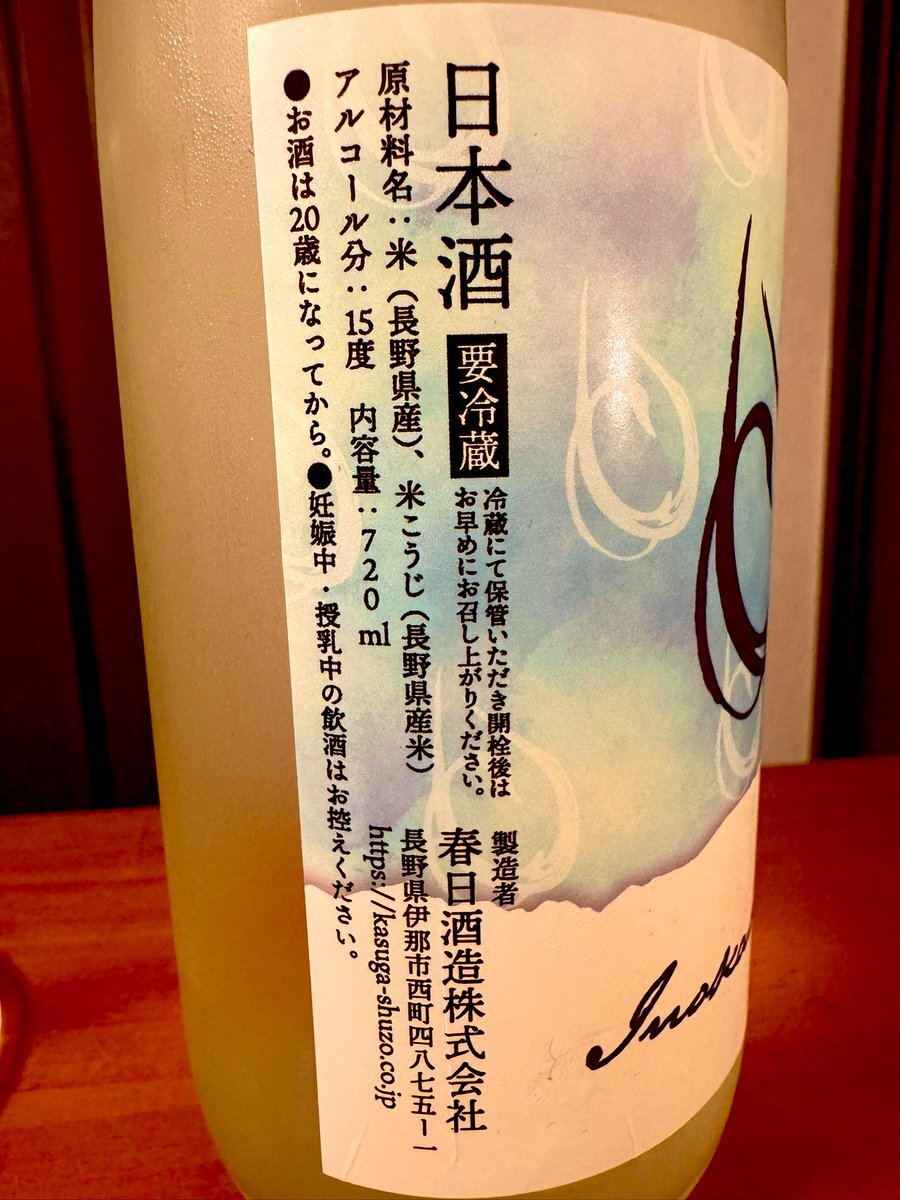 日本酒 要冷蔵
冷蔵にて保管いただき開栓後は
お早めにお召し上がりください。
原材料名：米（長野県産）、米こうじ（長野県産米）
アルコール分：15度　内容量：720 ml
●お酒は20歳になってから。●妊娠中・授乳中の飲酒はお控えください。
製造者
春日酒造株式会社
長野県伊那市西町四八七五ー一
https://kasuga-shuzo.co.jp